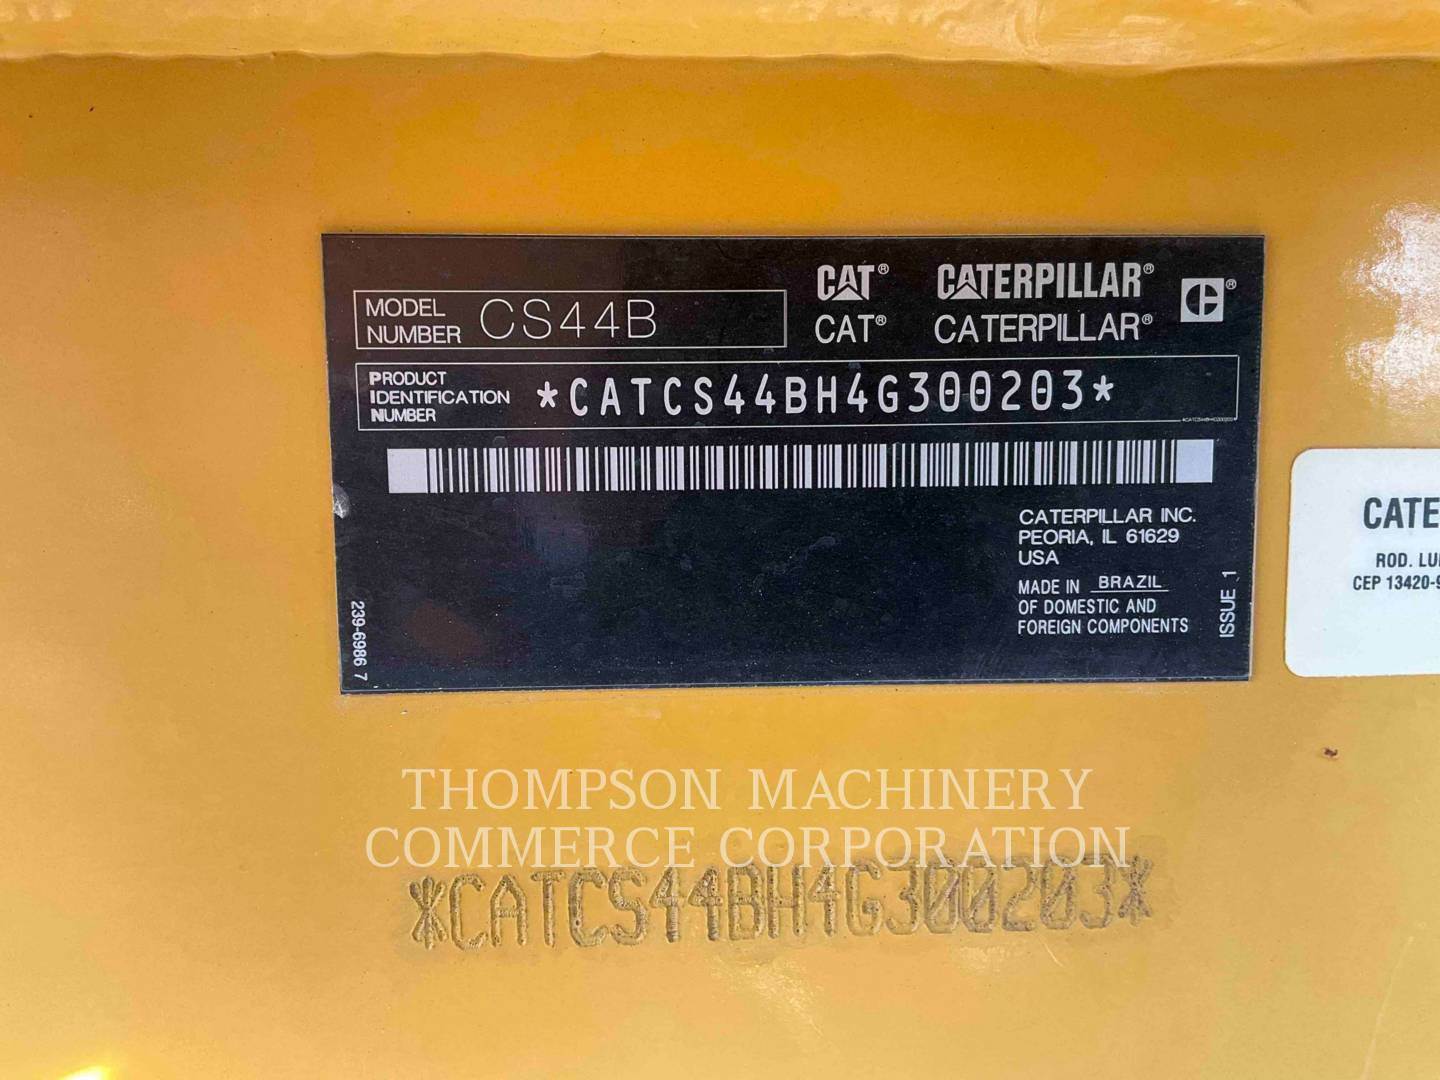 MODEL
NUMBER
CS44B
CAT® CATERPILLAR®
CAT® CATERPILLAR®
PRODUCT
IDENTIFICATION
NUMBER
*CATCS44BH4G300203*
*CATCS44BH4G300203*
CATERPILLAR INC.
PEORIA, IL 61629
USA
MADE IN BRAZIL
OF DOMESTIC AND
FOREIGN COMPONENTS
ISSUE 1
239-6986 7
CATE
ROD. LU
CEP 13420-9
THOMPSON MACHINERY
COMMERCE CORPORATION
*CATCS44BH4G300203*